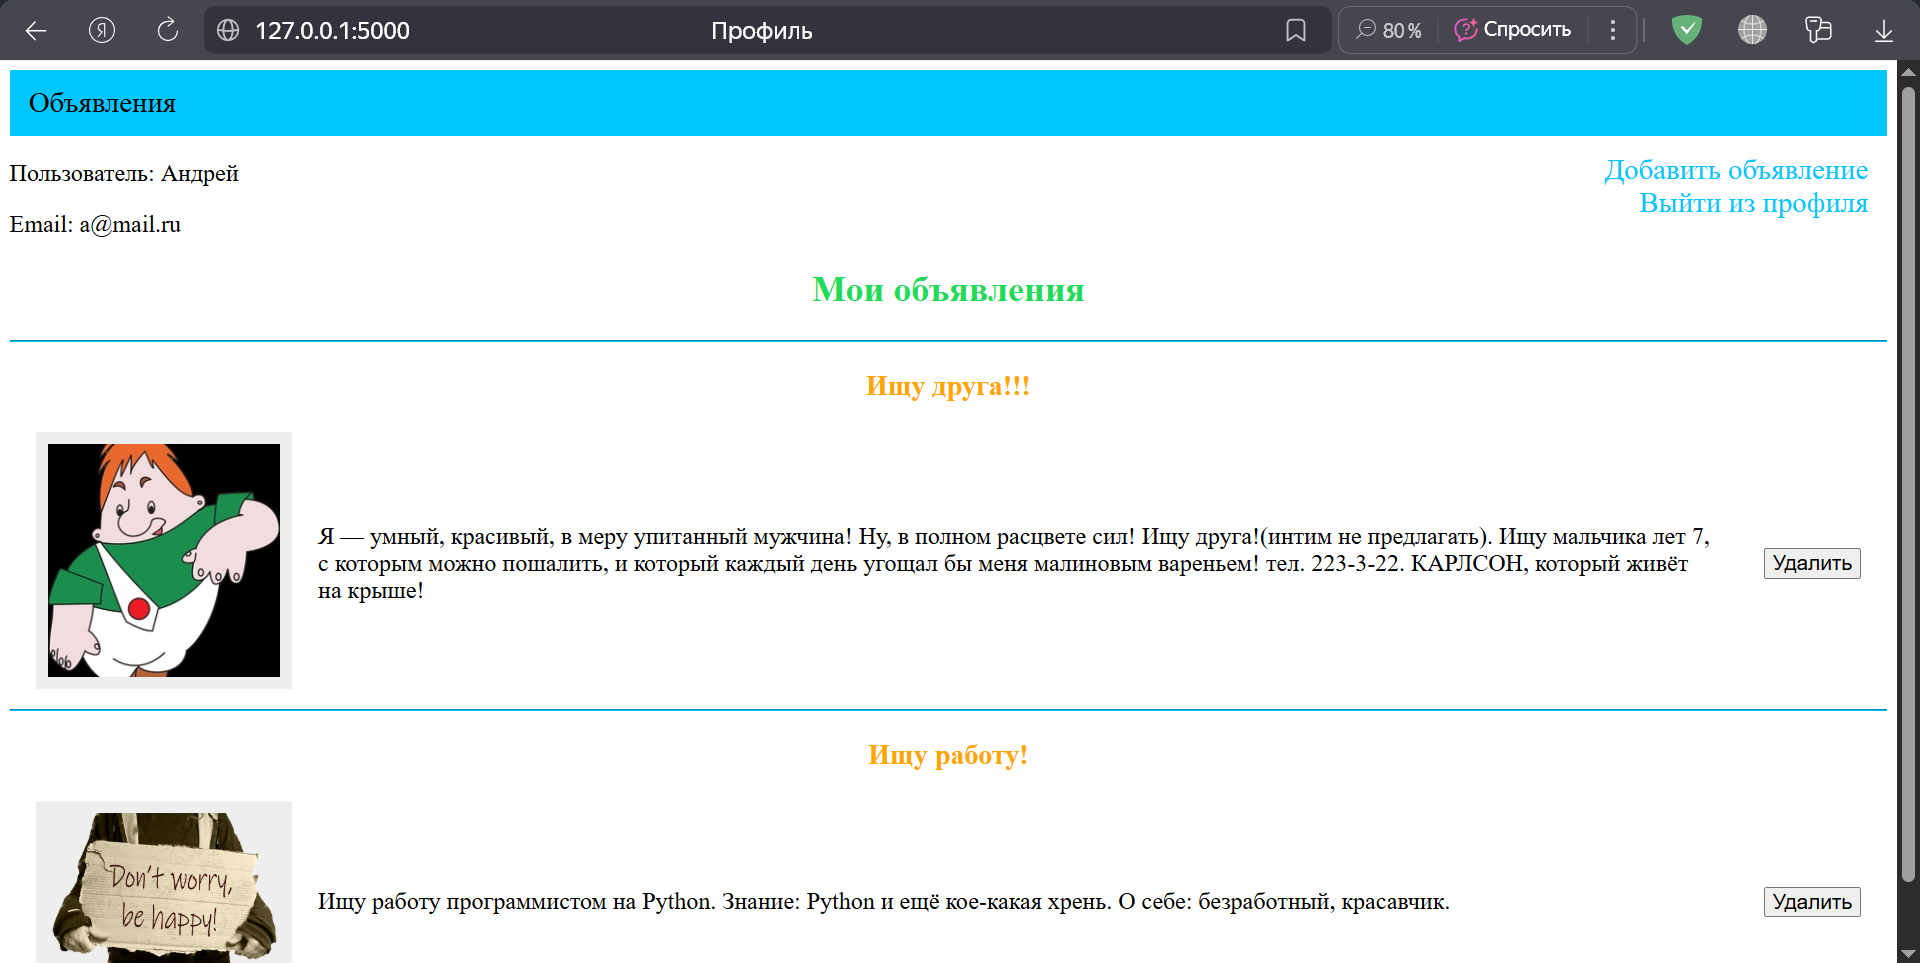 127.0.0.1:5000
Профиль
80 %
Спросить
Объявления
Пользователь: Андрей
Добавить объявление
Выйти из профиля
Email: a@mail.ru
Мои объявления
Ищу друга!!!
Я — умный, красивый, в меру упитанный мужчина! Ну, в полном расцвете сил! Ищу друга!(интим не предлагать). Ищу мальчика лет 7,
с которым можно пошалить, и который каждый день угощал бы меня малиновым вареньем! тел. 223-3-22. КАРЛСОН, который живёт
на крыше!
Удалить
Ищу работу!
Don't worry,
be happy!
Ищу работу программистом на Python. Знание: Python и ещё кое-какая хрень. О себе: безработный, красавчик.
Удалить